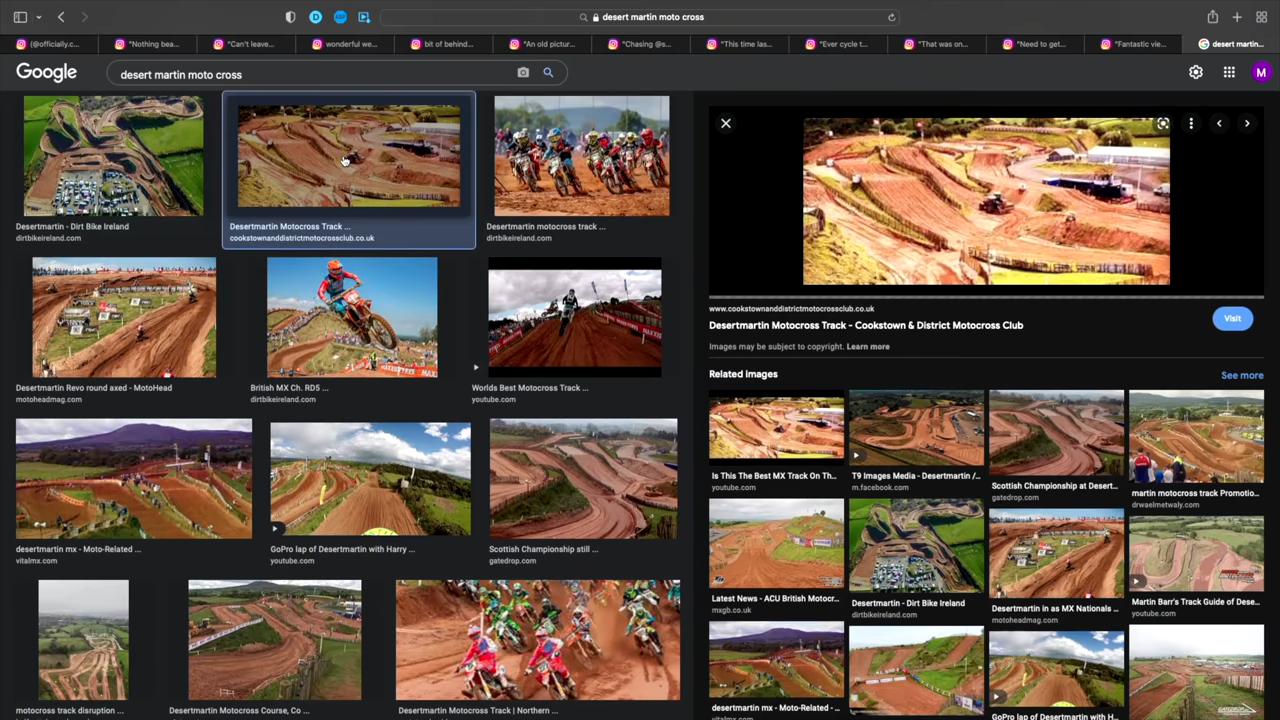 desert martin moto cross
(@officially.c...
"Nothing bea...
"Can't leave...
wonderful we...
bit of behind...
"An old pictur...
"Chasing @s...
"This time las...
"Ever cycle t...
"That was on...
"Need to get...
"Fantastic vie...
desert martin...
Google
desert martin moto cross
M
Desertmartin - Dirt Bike Ireland
dirtbikeireland.com
Desertmartin Motocross Track ...
cookstownanddistrictmotocrossclub.co.uk
Desertmartin motocross track ...
dirtbikeireland.com
Desertmartin Revo round axed - MotoHead
motoheadmag.com
British MX Ch. RD5 ...
dirtbikeireland.com
Worlds Best Motocross Track ...
youtube.com
desertmartin mx - Moto-Related ...
vitalmx.com
GoPro lap of Desertmartin with Harry ...
youtube.com
Scottish Championship still ...
gatedrop.com
motocross track disruption ...
Desertmartin Motocross Course, Co ...
Desertmartin Motocross Track | Northern ...
www.cookstownanddistrictmotocrossclub.co.uk
Desertmartin Motocross Track - Cookstown & District Motocross Club
Visit
Images may be subject to copyright. Learn more
Related images
See more
Is This The Best MX Track On Th...
youtube.com
T9 Images Media - Desertmartin /...
m.facebook.com
Scottish Championship at Desert...
gatedrop.com
martin motocross track Promotio...
drwaelmetwaly.com
Latest News - ACU British Motocr...
mxgb.co.uk
Desertmartin - Dirt Bike Ireland
dirtbikeireland.com
Desertmartin in as MX Nationals ...
motoheadmag.com
Martin Barr's Track Guide of Dese...
youtube.com
desertmartin mx - Moto-Related - ...
vitalmx.com
GoPro lap of Desertmartin with H...